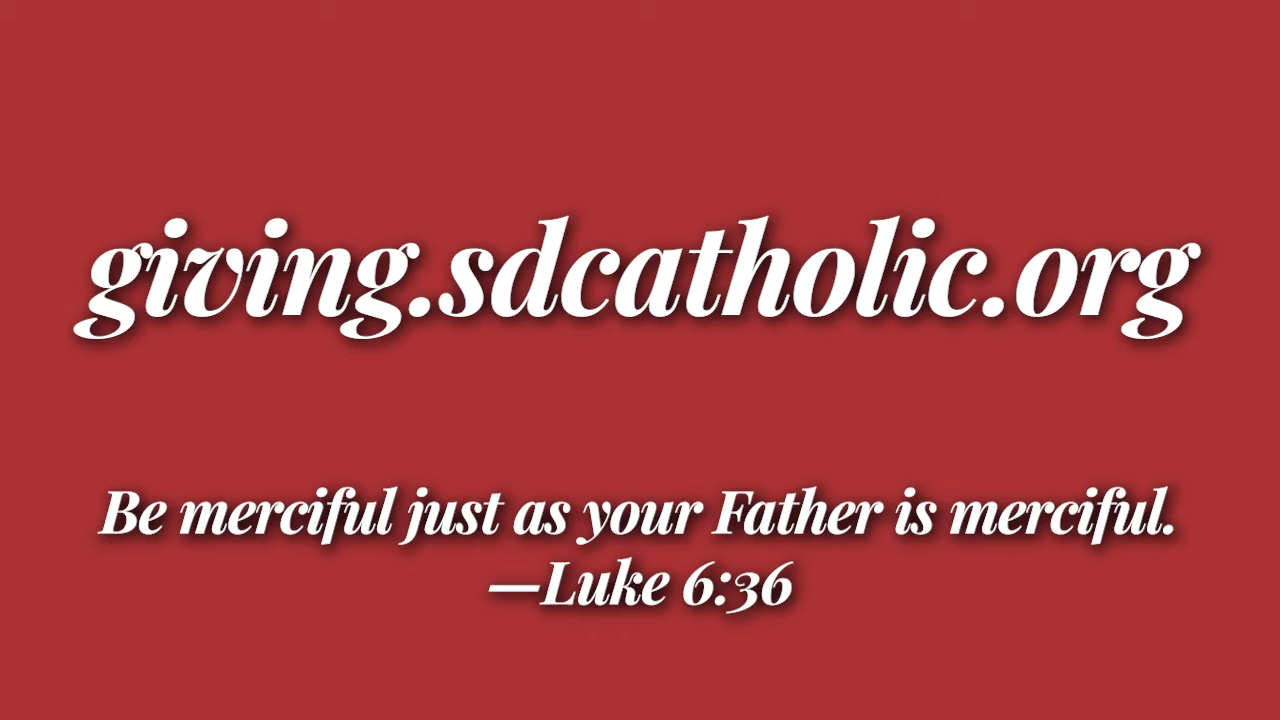 giving.sdcatholic.org
Be merciful just as your Father is merciful.
—Luke 6:36